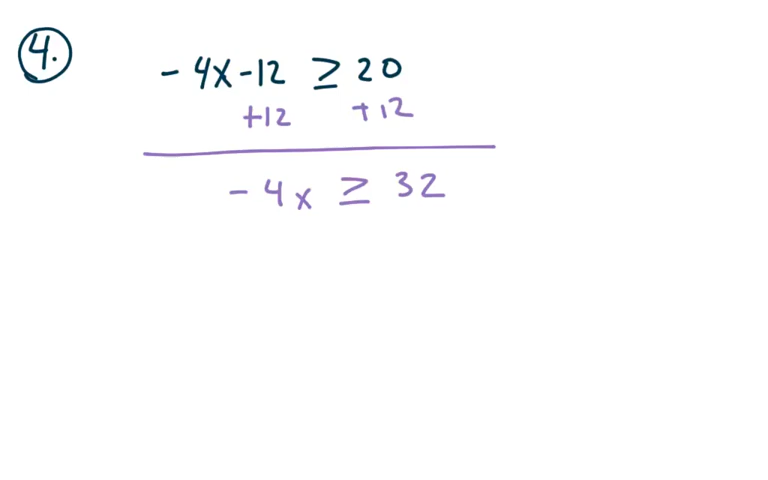 4.
- 4x - 12 ≥ 20
+12 +12
- 4x ≥ 32